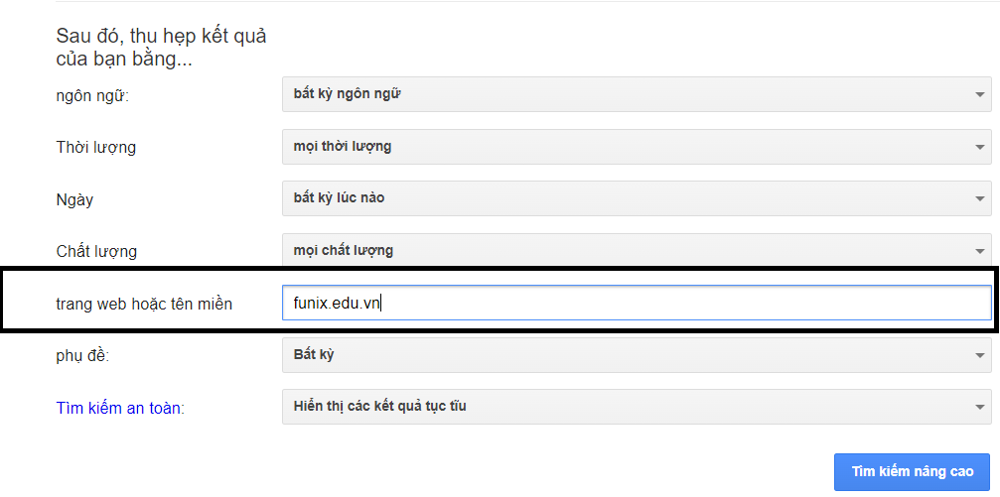 Sau đó, thu hẹp kết quả
của bạn bằng...
ngôn ngữ: bất kỳ ngôn ngữ
Thời lượng mọi thời lượng
Ngày bất kỳ lúc nào
Chất lượng mọi chất lượng
trang web hoặc tên miền funix.edu.vn
phụ đề: Bất kỳ
Tìm kiếm an toàn: Hiển thị các kết quả tục tĩu
Tìm kiếm nâng cao